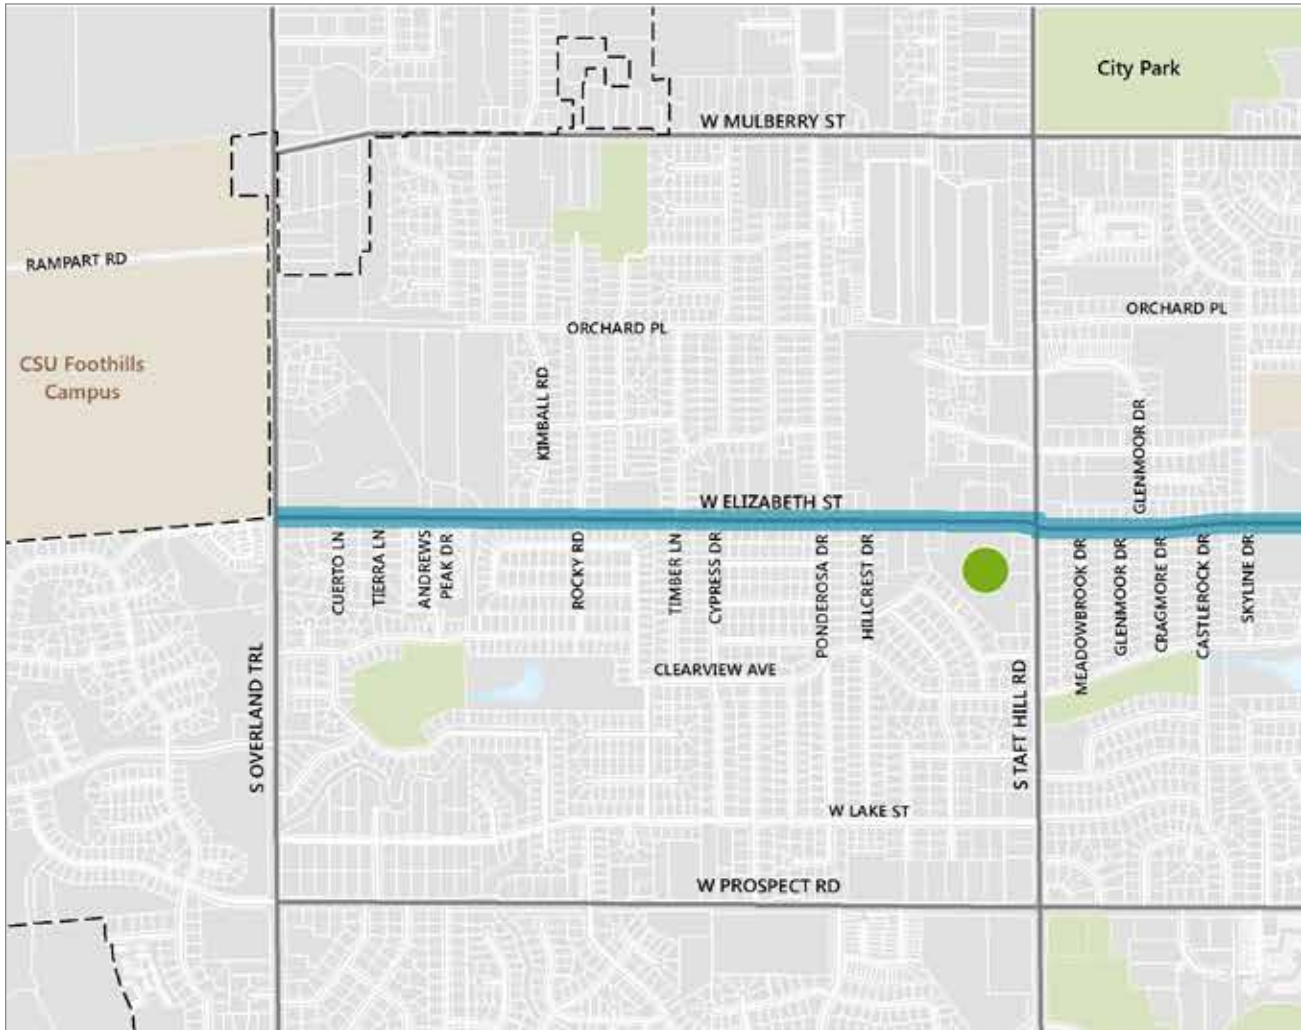 City Park
W MULBERRY ST
RAMPART RD
ORCHARD PL
ORCHARD PL
CSU Foothills
Campus
KIMBALL RD
GLENMOOR DR
W ELIZABETH ST
CUERTO LN
TIERRA LN
ANDREWS
PEAK DR
ROCKY RD
TIMBER LN
CYPRESS DR
PONDEROSA DR
HILLCREST DR
MEADOWBROOK DR
GLENMOOR DR
CRAGMORE DR
CASTLEROCK DR
SKYLINE DR
S OVERLAND TRL
CLEARVIEW AVE
S TAFT HILL RD
W LAKE ST
W PROSPECT RD